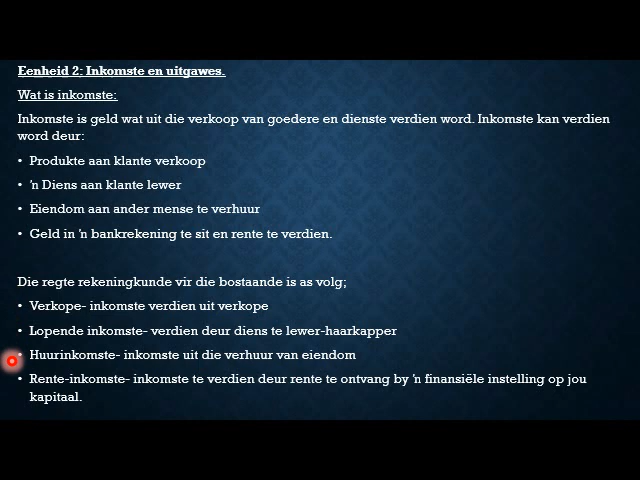 Eenheid 2: Inkomste en uitgawes.
Wat is inkomste:
Inkomste is geld wat uit die verkoop van goedere en dienste verdien word. Inkomste kan verdien
word deur:
• Produkte aan klante verkoop
• 'n Diens aan klante lewer
• Eiendom aan ander mense te verhuur
• Geld in 'n bankrekening te sit en rente te verdien.
Die regte rekeningkunde vir die bostaande is as volg;
• Verkope- inkomste verdien uit verkope
• Lopende inkomste- verdien deur diens te lewer-haarkapper
• Huurinkomste- inkomste uit die verhuur van eiendom
• Rente-inkomste- inkomste te verdien deur rente te ontvang by 'n finansiële instelling op jou
kapitaal.